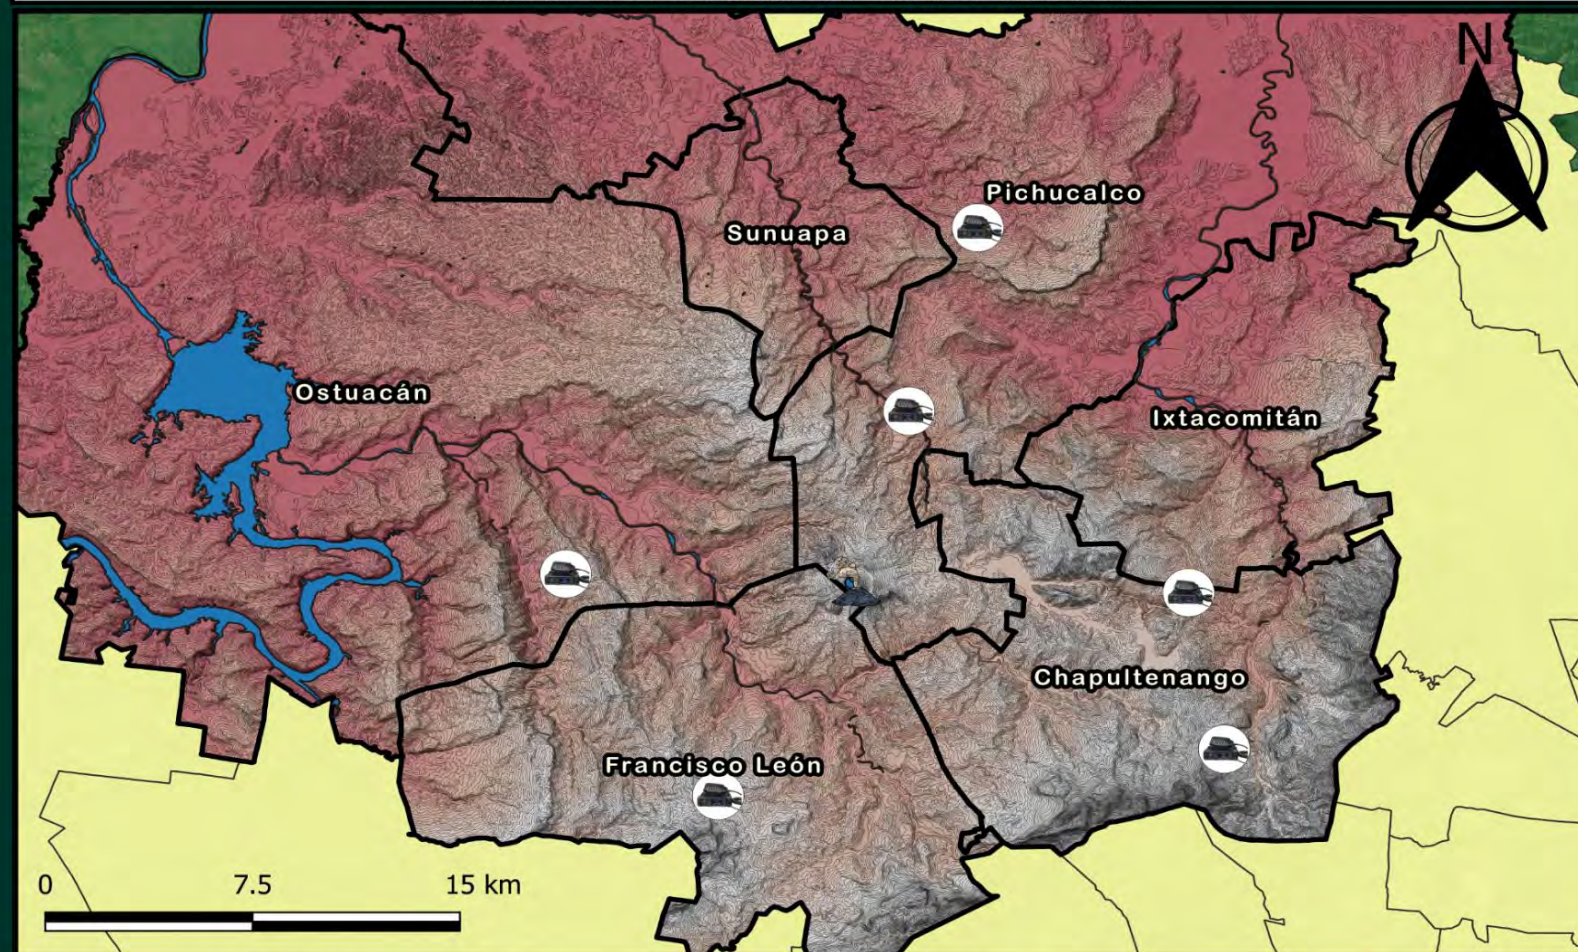 N
Pichucalco
Sunuapa
Ostuacán
Ixtacomitán
Chapultenango
Francisco León
0 7.5 15 km